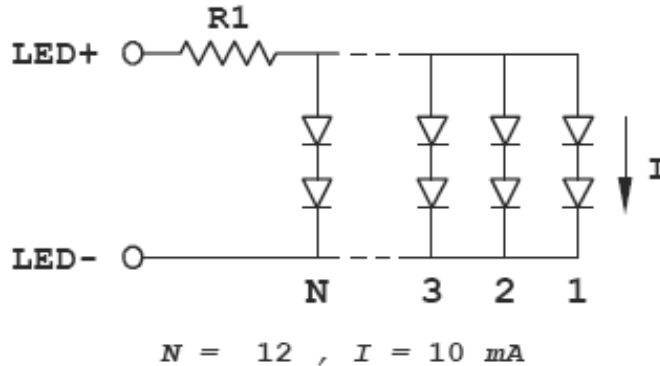 R1
LED+
I
LED-
N 3 2 1
N = 12 , I = 10 mA